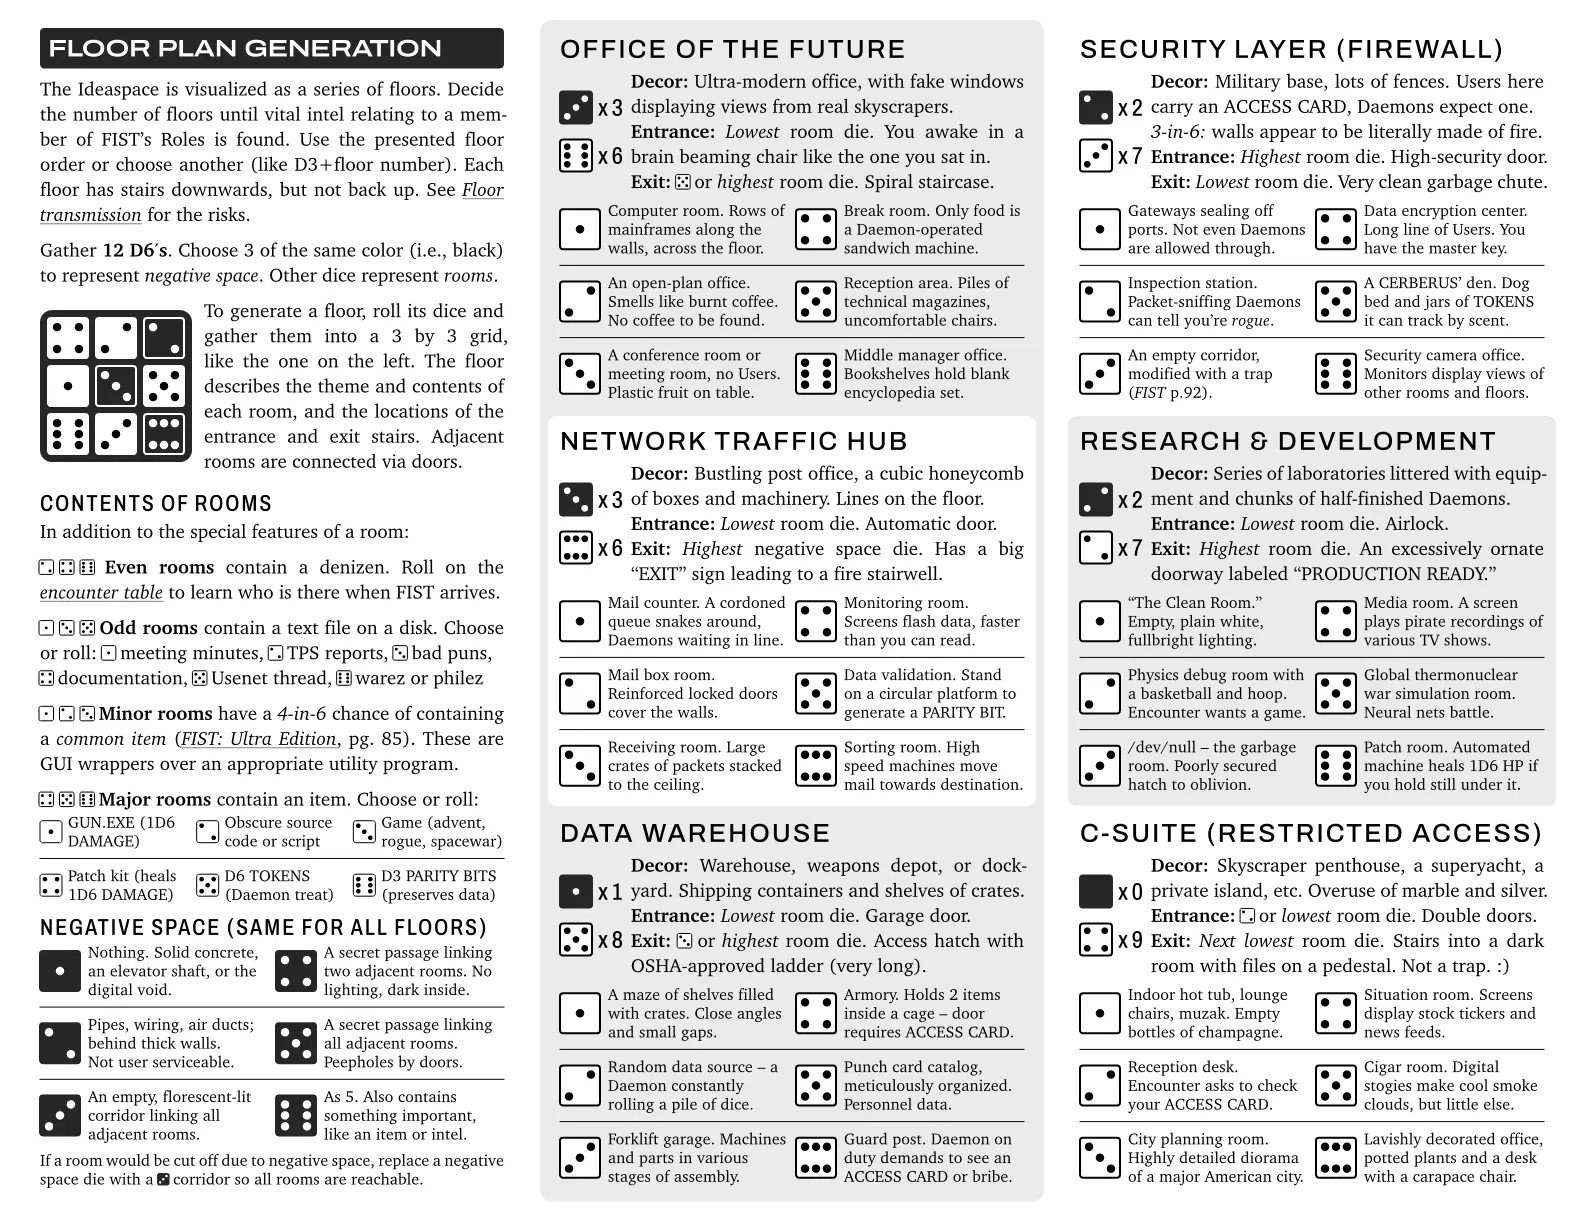 FLOOR PLAN GENERATION
The Ideaspace is visualized as a series of floors. Decide
the number of floors until vital intel relating to a mem-
ber of FIST's Roles is found. Use the presented floor
order or choose another (like D3+floor number). Each
floor has stairs downwards, but not back up. See Floor
transmission for the risks.
Gather 12 D6´s. Choose 3 of the same color (i.e., black)
to represent negative space. Other dice represent rooms.
To generate a floor, roll its dice and
gather them into a 3 by 3 grid,
like the one on the left. The floor
describes the theme and contents of
each room, and the locations of the
entrance and exit stairs. Adjacent
rooms are connected via doors.
CONTENTS OF ROOMS
In addition to the special features of a room:
Even rooms contain a denizen. Roll on the
encounter table to learn who is there when FIST arrives.
Odd rooms contain a text file on a disk. Choose
or roll: meeting minutes, TPS reports, bad puns,
documentation, Usenet thread, warez or philez
Minor rooms have a 4-in-6 chance of containing
a common item (FIST: Ultra Edition, pg. 85). These are
GUI wrappers over an appropriate utility program.
Major rooms contain an item. Choose or roll:
GUN.EXE (1D6
DAMAGE)
Obscure source
code or script
Game (advent,
rogue, spacewar)
Patch kit (heals
1D6 DAMAGE)
D6 TOKENS
(Daemon treat)
D3 PARITY BITS
(preserves data)
NEGATIVE SPACE (SAME FOR ALL FLOORS)
Nothing. Solid concrete,
an elevator shaft, or the
digital void.
A secret passage linking
two adjacent rooms. No
lighting, dark inside.
Pipes, wiring, air ducts;
behind thick walls.
Not user serviceable.
A secret passage linking
all adjacent rooms.
Peepholes by doors.
An empty, florescent-lit
corridor linking all
adjacent rooms.
As 5. Also contains
something important,
like an item or intel.
If a room would be cut off due to negative space, replace a negative
space die with a corridor so all rooms are reachable.
OFFICE OF THE FUTURE
x3
x6
Decor: Ultra-modern office, with fake windows
displaying views from real skyscrapers.
Entrance: Lowest room die. You awake in a
brain beaming chair like the one you sat in.
Exit: or highest room die. Spiral staircase.
Computer room. Rows of
mainframes along the
walls, across the floor.
Break room. Only food is
a Daemon-operated
sandwich machine.
An open-plan office.
Smells like burnt coffee.
No coffee to be found.
Reception area. Piles of
technical magazines,
uncomfortable chairs.
A conference room or
meeting room, no Users.
Plastic fruit on table.
Middle manager office.
Bookshelves hold blank
encyclopedia set.
NETWORK TRAFFIC HUB
x3
x6
Decor: Bustling post office, a cubic honeycomb
of boxes and machinery. Lines on the floor.
Entrance: Lowest room die. Automatic door.
Exit: Highest negative space die. Has a big
“EXIT” sign leading to a fire stairwell.
Mail counter. A cordoned
queue snakes around,
Daemons waiting in line.
Monitoring room.
Screens flash data, faster
than you can read.
Mail box room.
Reinforced locked doors
cover the walls.
Data validation. Stand
on a circular platform to
generate a PARITY BIT.
Receiving room. Large
crates of packets stacked
to the ceiling.
Sorting room. High
speed machines move
mail towards destination.
DATA WAREHOUSE
x1
x8
Decor: Warehouse, weapons depot, or dock-
yard. Shipping containers and shelves of crates.
Entrance: Lowest room die. Garage door.
Exit: or highest room die. Access hatch with
OSHA-approved ladder (very long).
A maze of shelves filled
with crates. Close angles
and small gaps.
Armory. Holds 2 items
inside a cage – door
requires ACCESS CARD.
Random data source – a
Daemon constantly
rolling a pile of dice.
Punch card catalog,
meticulously organized.
Personnel data.
Forklift garage. Machines
and parts in various
stages of assembly.
Guard post. Daemon on
duty demands to see an
ACCESS CARD or bribe.
SECURITY LAYER (FIREWALL)
x2
x7
Decor: Military base, lots of fences. Users here
carry an ACCESS CARD, Daemons expect one.
3-in-6: walls appear to be literally made of fire.
Entrance: Highest room die. High-security door.
Exit: Lowest room die. Very clean garbage chute.
Gateways sealing off
ports. Not even Daemons
are allowed through.
Data encryption center.
Long line of Users. You
have the master key.
Inspection station.
Packet-sniffing Daemons
can tell you're rogue.
A CERBERUS’ den. Dog
bed and jars of TOKENS
it can track by scent.
An empty corridor,
modified with a trap
(FIST p.92).
Security camera office.
Monitors display views of
other rooms and floors.
RESEARCH & DEVELOPMENT
x2
x7
Decor: Series of laboratories littered with equip-
ment and chunks of half-finished Daemons.
Entrance: Lowest room die. Airlock.
Exit: Highest room die. An excessively ornate
doorway labeled “PRODUCTION READY.”
“The Clean Room.”
Empty, plain white,
fullbright lighting.
Media room. A screen
plays pirate recordings of
various TV shows.
Physics debug room with
a basketball and hoop.
Encounter wants a game.
Global thermonuclear
war simulation room.
Neural nets battle.
/dev/null – the garbage
room. Poorly secured
hatch to oblivion.
Patch room. Automated
machine heals 1D6 HP if
you hold still under it.
C-SUITE (RESTRICTED ACCESS)
x0
x9
Decor: Skyscraper penthouse, a superyacht, a
private island, etc. Overuse of marble and silver.
Entrance: or lowest room die. Double doors.
Exit: Next lowest room die. Stairs into a dark
room with files on a pedestal. Not a trap. :)
Indoor hot tub, lounge
chairs, muzak. Empty
bottles of champagne.
Situation room. Screens
display stock tickers and
news feeds.
Reception desk.
Encounter asks to check
your ACCESS CARD.
Cigar room. Digital
stogies make cool smoke
clouds, but little else.
City planning room.
Highly detailed diorama
of a major American city.
Lavishly decorated office,
potted plants and a desk
with a carapace chair.